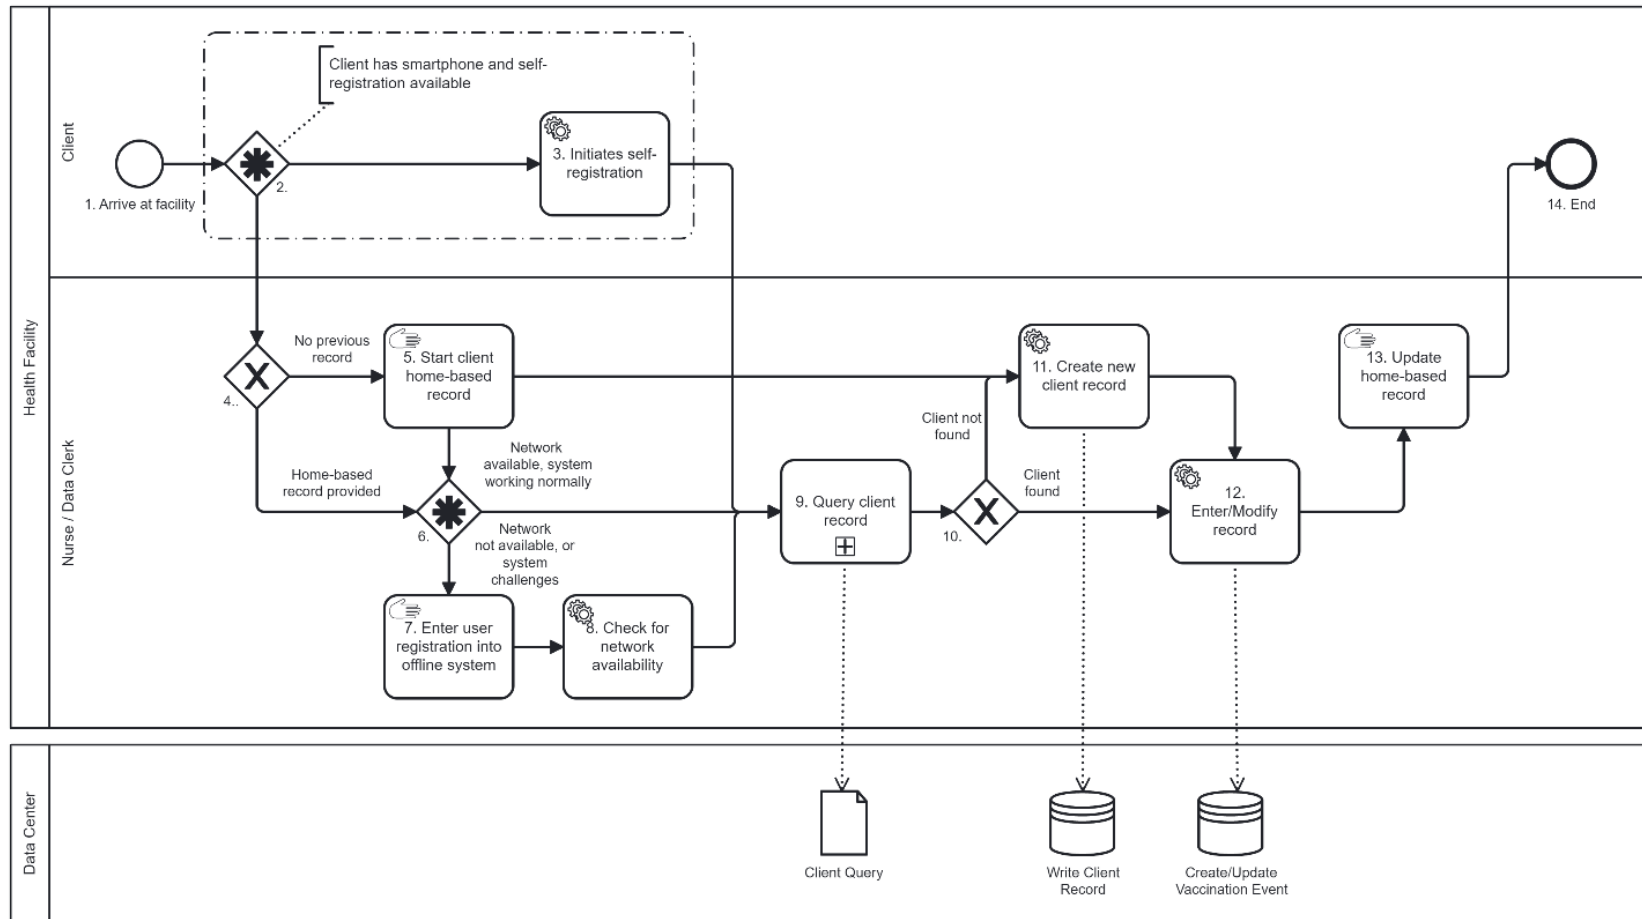 Health Facility
Client
Client has smartphone and self-
registration available
1. Arrive at facility
2.
3. Initiates self-
registration
14. End
Nurse / Data Clerk
4..
No previous
record
5. Start client
home-based
record
Home-based
record provided
Network
available, system
working normally
6.
Network
not available, or
system
challenges
7. Enter user
registration into
offline system
8. Check for
network
availability
9. Query client
record
10.
Client not
found
Client
found
11. Create new
client record
12.
Enter/Modify
record
13. Update
home-based
record
Data Center
Client Query
Write Client
Record
Create/Update
Vaccination Event